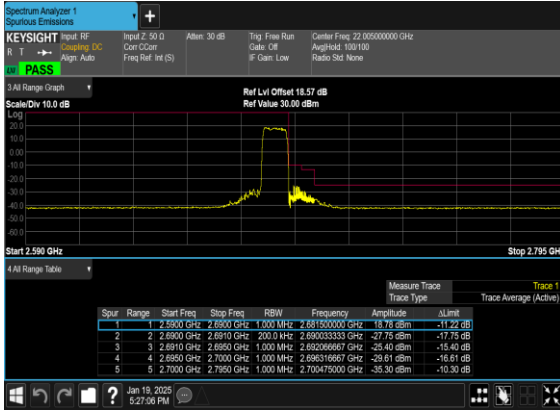 Spectrum Analyzer 1
Spurious Emissions
+
KEYSIGHT Input: RF Input Z: 50 Ω Atten: 30 dB Trig: Free Run Center Freq: 22.005000000 GHz
R T Coupling: DC Corr CCorr Gate: Off Avg|Hold: 100/100
Align: Auto Freq Ref: Int (S) IF Gain: Low Radio Std: None
PASS
3 All Range Graph
Ref Lvl Offset 18.57 dB
Scale/Div 10.0 dB Ref Value 30.00 dBm
Log
20.0
10.0
0.00
-10.0
-20.0
-30.0
-40.0
-50.0
-60.0
Start 2.590 GHz Stop 2.795 GH
4 All Range Table
Measure Trace Trace 1
Trace Type Trace Average (Active)
Spur Range Start Freq Stop Freq RBW Frequency Amplitude ΔLimit
1 1 2.5900 GHz 2.6900 GHz 1.000 MHz 2.681500000 GHz 18.78 dBm -11.22 dB
2 2 2.6900 GHz 2.6910 GHz 200.0 kHz 2.690033333 GHz -27.75 dBm -17.75 dB
3 3 2.6910 GHz 2.6950 GHz 1.000 MHz 2.692066667 GHz -25.40 dBm -15.40 dB
4 4 2.6950 GHz 2.7000 GHz 1.000 MHz 2.696316667 GHz -29.61 dBm -16.61 dB
5 5 2.7000 GHz 2.7950 GHz 1.000 MHz 2.700475000 GHz -35.30 dBm -10.30 dB
?
Jan 19, 2025
5:27:06 PM